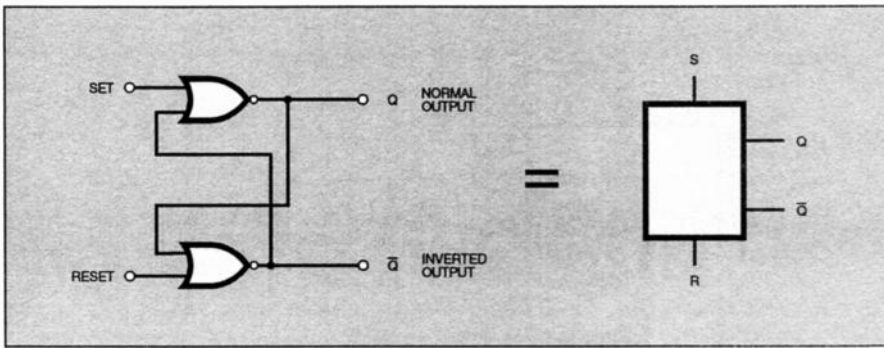 SET
Q NORMAL
OUTPUT
RESET
Q̅ INVERTED
OUTPUT
=
S
Q
Q̅
R